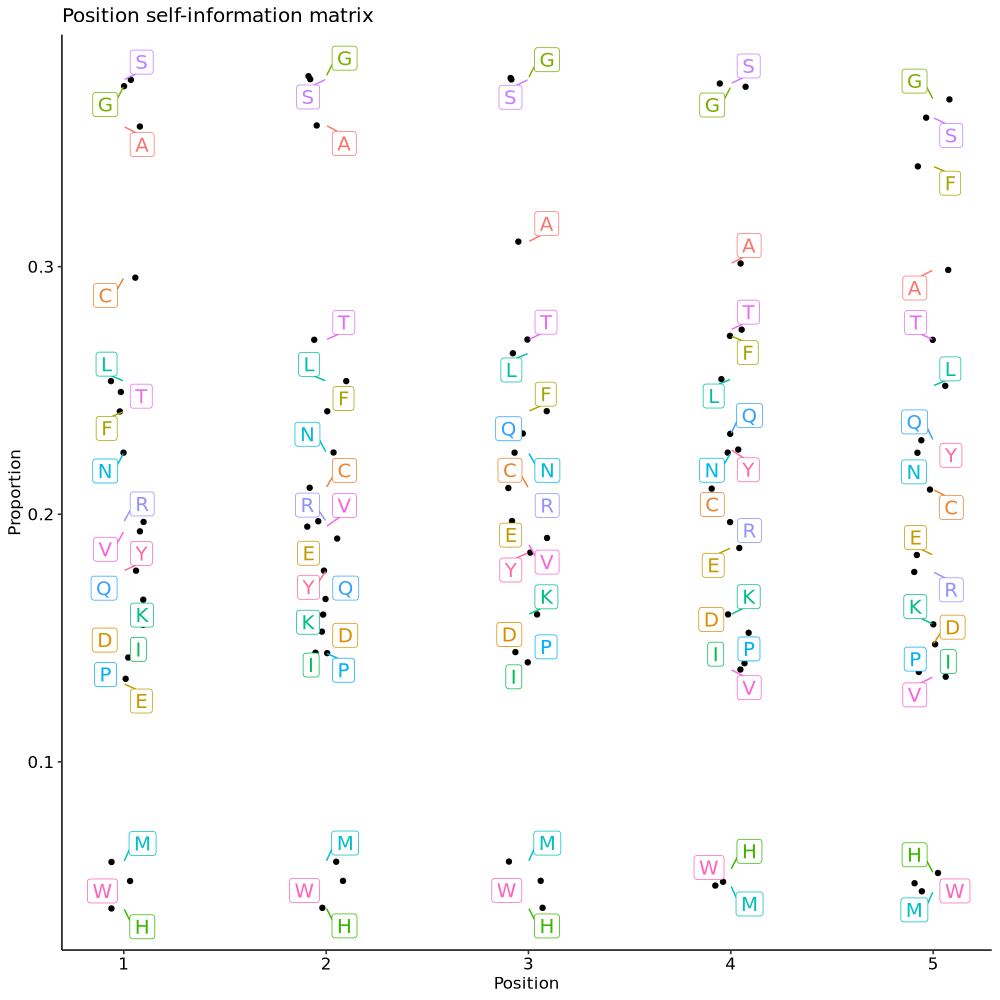 Position self-information matrix
S G S
G G
G S S G
A A S
F
A A
0.3
C A
T T T T
L L L F L
T F F L
F N Q Q Q
N C C N N Y N Y
R R V R C R C
V Y E E V E E
Q Y Q Y K D K R
K K D D P I P K D
D I I P I V P I
P E V
0.2
0.1
M M M H H
W W W W W
H H H M M
1 2 3 4 5
Proportion
Position